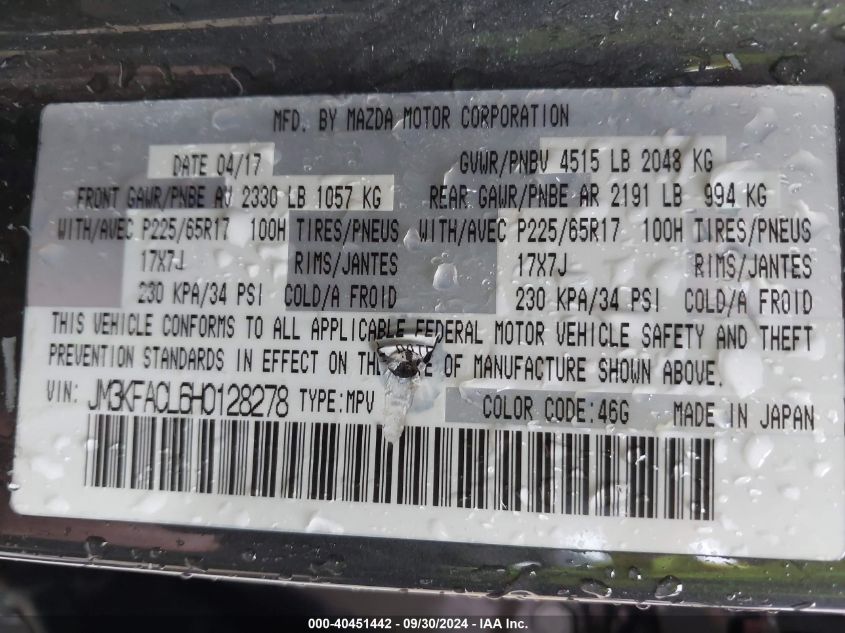 MFD. BY MAZDA MOTOR CORPORATION
DATE 04/17 GVWR/PNBV 4515 LB 2048 KG
FRONT GAWR/PNBE AV 2330 LB 1057 KG REAR GAWR/PNBE AR 2191 LB 994 KG
WITH/AVEC P225/65R17 100H TIRES/PNEUS WITH/AVEC P225/65R17 100H TIRES/PNEUS
17X7J RIMS/JANTES 17X7J RIMS/JANTES
230 KPA/34 PSI COLD/A FROID 230 KPA/34 PSI COLD/A FROID
THIS VEHICLE CONFORMS TO ALL APPLICABLE FEDERAL MOTOR VEHICLE SAFETY AND THEFT
PREVENTION STANDARDS IN EFFECT ON THE OF MANUFACTURE SHOWN ABOVE.
VIN: JM3KFACL6H0128278 TYPE:MPV COLOR CODE:46G MADE IN JAPAN
000-40451442 - 09/30/2024 - IAA Inc.